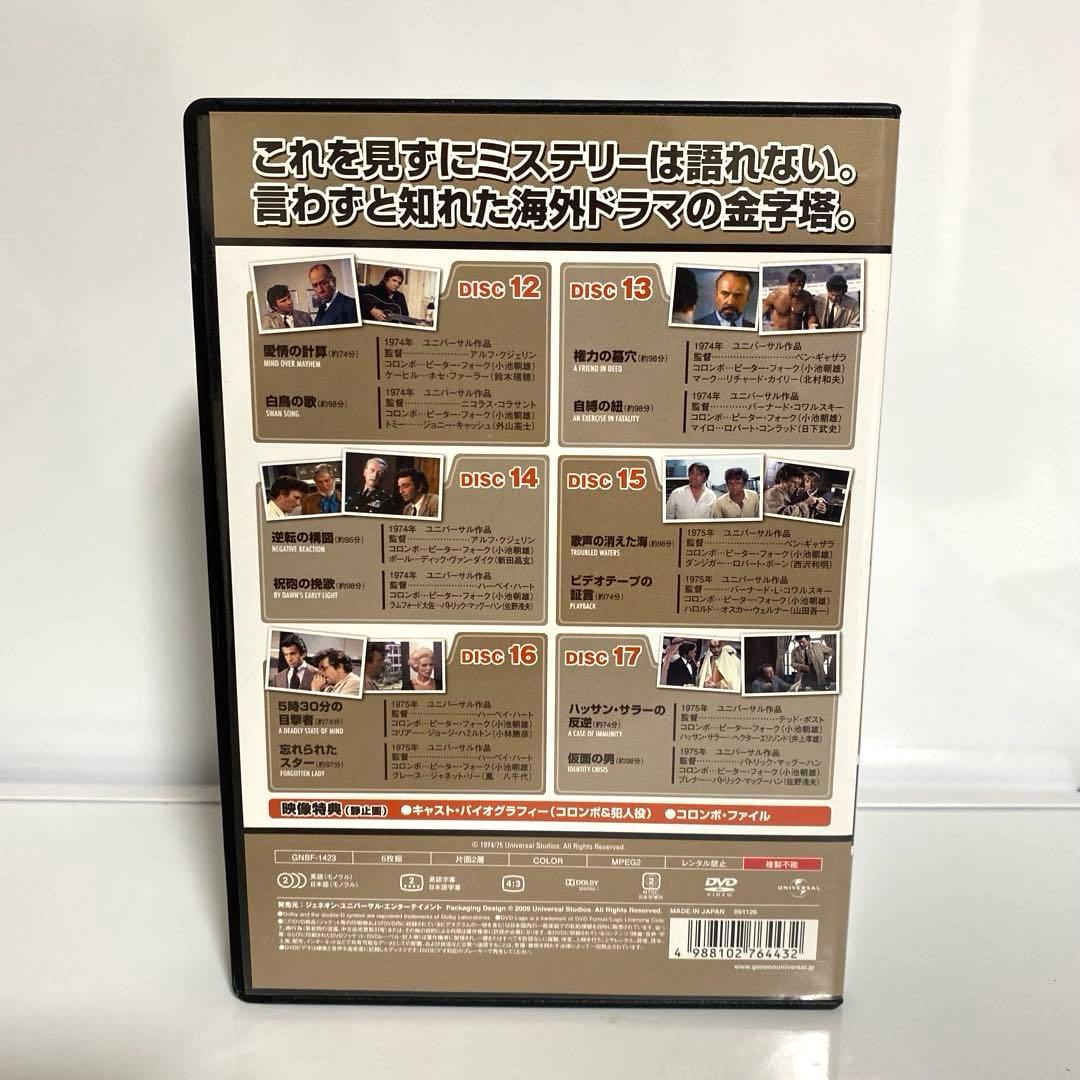 これを見ずにミステリーは語れない。
言わずと知れた海外ドラマの金字塔。
DISC 12
愛情の計算(約74分)
MIND OVER MAYHEM
1974年 ユニバーサル作品
監督……………………アルフ・クジェリン
コロンボ…ピーター・フォーク(小池朝雄)
ケーヒル…ホセ・ファーラー(鈴木瑞穂)
白鳥の歌(約98分)
SWAN SONG
1974年 ユニバーサル作品
監督…………………ニコラス・コラサント
コロンボ…ピーター・フォーク(小池朝雄)
トミー……ジョニー・キャッシュ(外山高士)
DISC 13
権力の墓穴(約98分)
A FRIEND IN DEED
1974年 ユニバーサル作品
監督……………………ベン・ギャザラ
コロンボ…ピーター・フォーク(小池朝雄)
マーク…リチャード・カイリー(北村和夫)
自縛の紐(約98分)
AN EXERCISE IN FATALITY
1974年 ユニバーサル作品
監督…………バーナード・コワルスキー
コロンボ…ピーター・フォーク(小池朝雄)
マイロ…ロバート・コンラッド(日下武史)
DISC 14
逆転の構図(約95分)
NEGATIVE REACTION
1974年 ユニバーサル作品
監督…………………アルフ・クジェリン
コロンボ…ピーター・フォーク(小池朝雄)
ポール…ディック・ヴァン・ダイク(新田昌玄)
祝砲の挽歌(約98分)
BY DAWN'S EARLY LIGHT
1974年 ユニバーサル作品
監督……………………ハーベイ・ハート
コロンボ…ピーター・フォーク(小池朝雄)
ラムフォード大佐…パトリック・マッグーハン(佐野浅夫)
DISC 15
歌声の消えた海(約98分)
TROUBLED WATERS
1975年 ユニバーサル作品
監督……………………ベン・ギャザラ
コロンボ…ピーター・フォーク(小池朝雄)
ダンジガー…ロバート・ボーン(西沢利明)
ビデオテープの
証言(約74分)
PLAYBACK
1975年 ユニバーサル作品
監督………バーナード・L・コワルスキー
コロンボ…ピーター・フォーク(小池朝雄)
ハロルド…オスカー・ウェルナー(山田吾一)
DISC 16
5時30分の
目撃者(約74分)
A DEADLY STATE OF MIND
1975年 ユニバーサル作品
監督……………………ハーベイ・ハート
コロンボ…ピーター・フォーク(小池朝雄)
コリアー…ジョージ・ハミルトン(小林勝彦)
忘れられた
スター(約97分)
FORGOTTEN LADY
1975年 ユニバーサル作品
監督……………………ハーベイ・ハート
コロンボ…ピーター・フォーク(小池朝雄)
グレース…ジャネット・リー(鳳 八千代)
DISC 17
ハッサン・サラーの
反逆(約74分)
A CASE OF IMMUNITY
1975年 ユニバーサル作品
監督……………………テッド・ポスト
コロンボ…ピーター・フォーク(小池朝雄)
ハッサン・サラー…ヘクター・エリゾンド(井上孝雄)
仮面の男(約98分)
IDENTITY CRISIS
1975年 ユニバーサル作品
監督…………パトリック・マッグーハン
コロンボ…ピーター・フォーク(小池朝雄)
ブレナー…パトリック・マッグーハン(佐野浅夫)
映像特典(静止画) ●キャスト・バイオグラフィー(コロンボ&犯人役) ●コロンボ・ファイル
© 1974/75 Universal Studios. All Rights Reserved.
GNBF-1423 6枚組 片面2層 COLOR MPEG2 レンタル禁止 複製不能
2 英語(モノラル)
日本語(モノラル)
2 英語字幕
日本語字幕
4:3
DOLBY
2
NTSC
日本市場向
DVD
VIDEO
UNIVERSAL
発売元:ジェネオン・ユニバーサル・エンターテイメント Packaging Design © 2009 Universal Studios. All Rights Reserved. MADE IN JAPAN 091126
4 988102 764432
www.geneonuniversal.jp